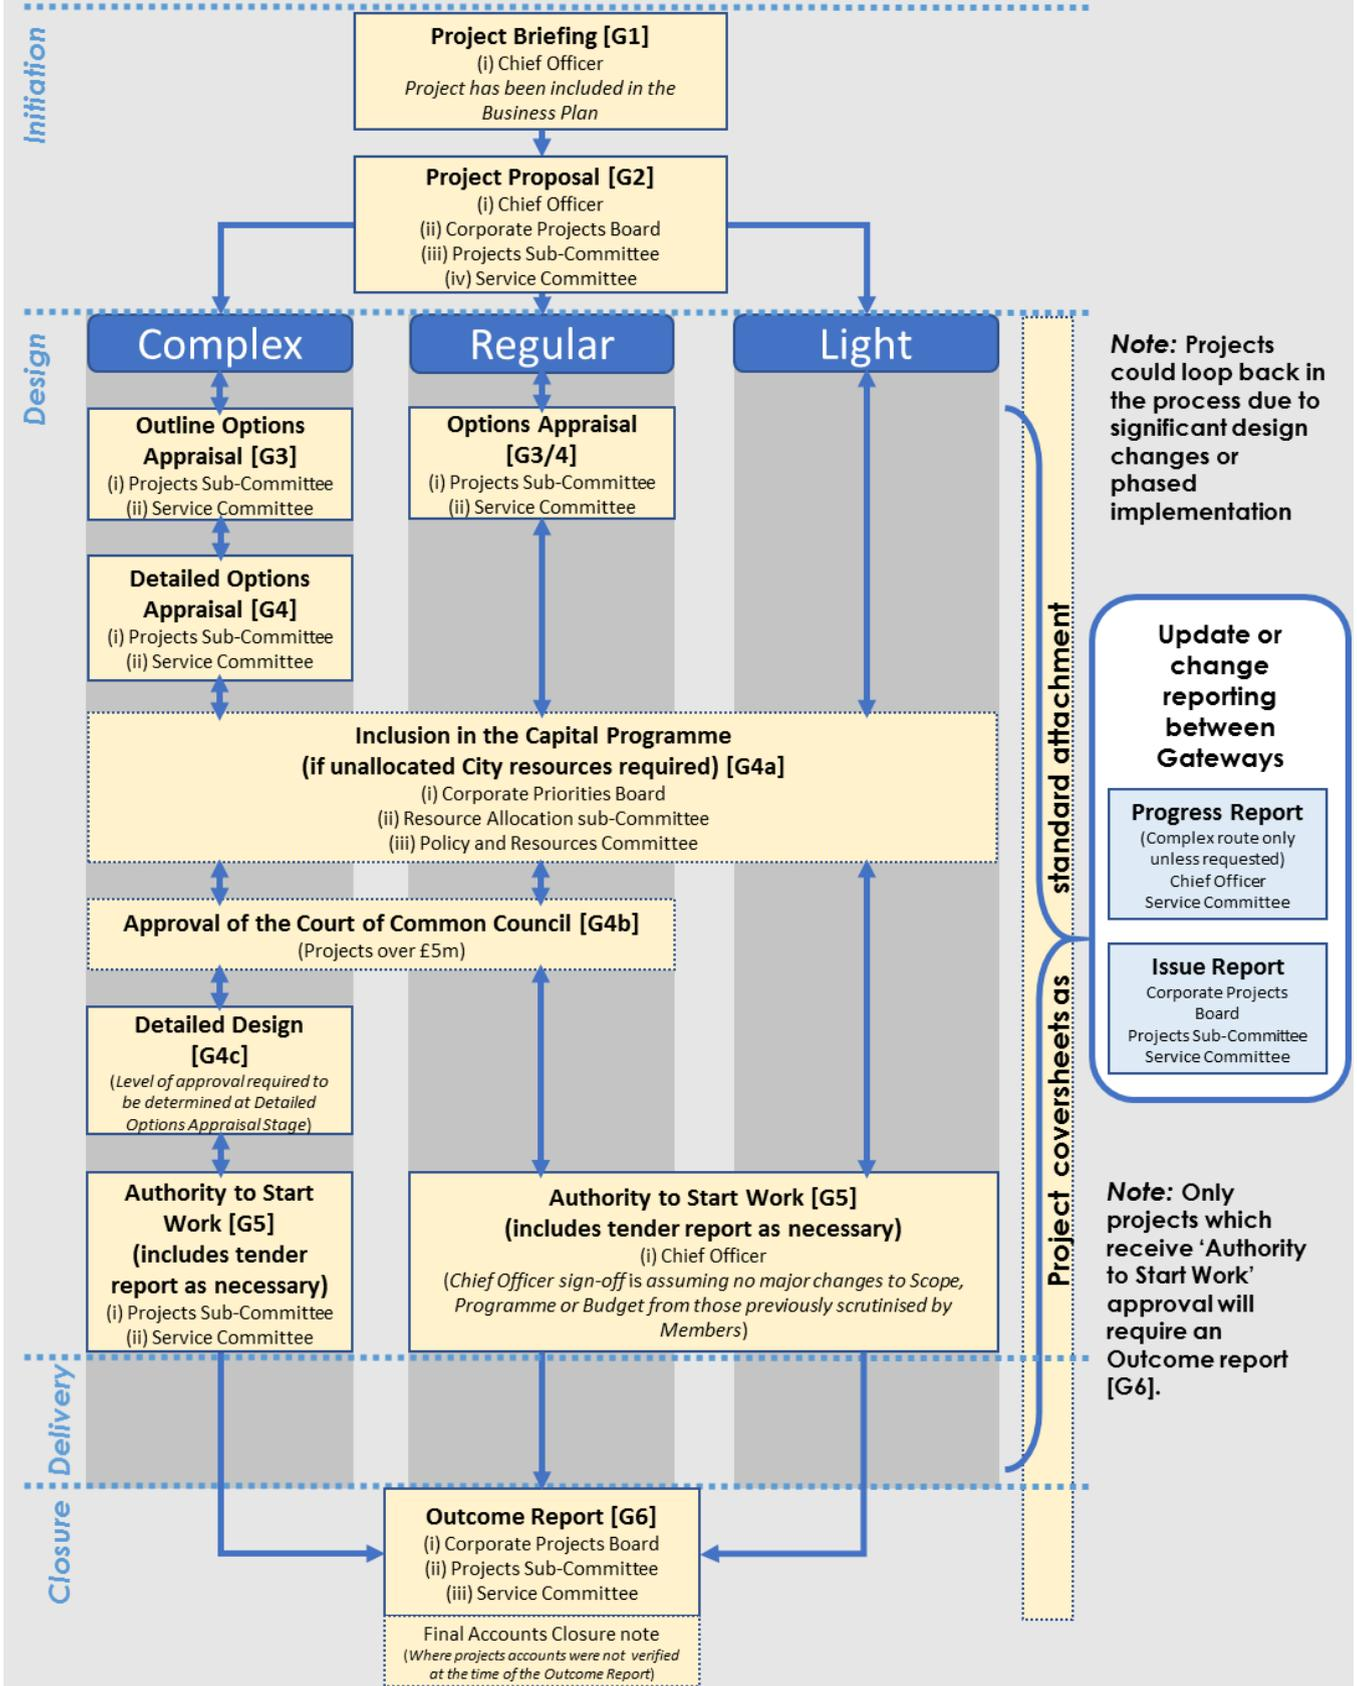 Initiation
Project Briefing [G1]
(i) Chief Officer
Project has been included in the
Business Plan
Project Proposal [G2]
(i) Chief Officer
(ii) Corporate Projects Board
(iii) Projects Sub-Committee
(iv) Service Committee
Design
Complex
Regular
Light
Outline Options
Appraisal [G3]
(i) Projects Sub-Committee
(ii) Service Committee
Options Appraisal
[G3/4]
(i) Projects Sub-Committee
(ii) Service Committee
Detailed Options
Appraisal [G4]
(i) Projects Sub-Committee
(ii) Service Committee
Inclusion in the Capital Programme
(if unallocated City resources required) [G4a]
(i) Corporate Priorities Board
(ii) Resource Allocation sub-Committee
(iii) Policy and Resources Committee
Approval of the Court of Common Council [G4b]
(Projects over £5m)
Detailed Design
[G4c]
(Level of approval required to
be determined at Detailed
Options Appraisal Stage)
Authority to Start
Work [G5]
(includes tender
report as necessary)
(i) Projects Sub-Committee
(ii) Service Committee
Authority to Start Work [G5]
(includes tender report as necessary)
(i) Chief Officer
(Chief Officer sign-off is assuming no major changes to Scope,
Programme or Budget from those previously scrutinised by
Members)
Delivery
Closure
Outcome Report [G6]
(i) Corporate Projects Board
(ii) Projects Sub-Committee
(iii) Service Committee
Final Accounts Closure note
(Where projects accounts were not verified
at the time of the Outcome Report)
Project coversheets as standard attachment
Note: Projects
could loop back in
the process due to
significant design
changes or
phased
implementation
Update or
change
reporting
between
Gateways
Progress Report
(Complex route only
unless requested)
Chief Officer
Service Committee
Issue Report
Corporate Projects
Board
Projects Sub-Committee
Service Committee
Note: Only
projects which
receive ‘Authority
to Start Work’
approval will
require an
Outcome report
[G6].